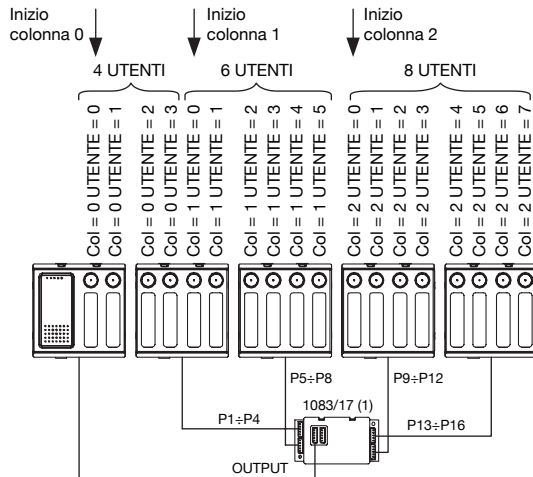 Inizio
colonna 0
Inizio
colonna 1
Inizio
colonna 2
4 UTENTI
6 UTENTI
8 UTENTI
Col = 0 UTENTE = 0
Col = 0 UTENTE = 1
Col = 0 UTENTE = 2
Col = 0 UTENTE = 3
Col = 1 UTENTE = 0
Col = 1 UTENTE = 1
Col = 1 UTENTE = 2
Col = 1 UTENTE = 3
Col = 1 UTENTE = 4
Col = 1 UTENTE = 5
Col = 2 UTENTE = 0
Col = 2 UTENTE = 1
Col = 2 UTENTE = 2
Col = 2 UTENTE = 3
Col = 2 UTENTE = 4
Col = 2 UTENTE = 5
Col = 2 UTENTE = 6
Col = 2 UTENTE = 7
P5÷P8
P9÷P12
1083/17 (1)
P1÷P4
P13÷P16
OUTPUT